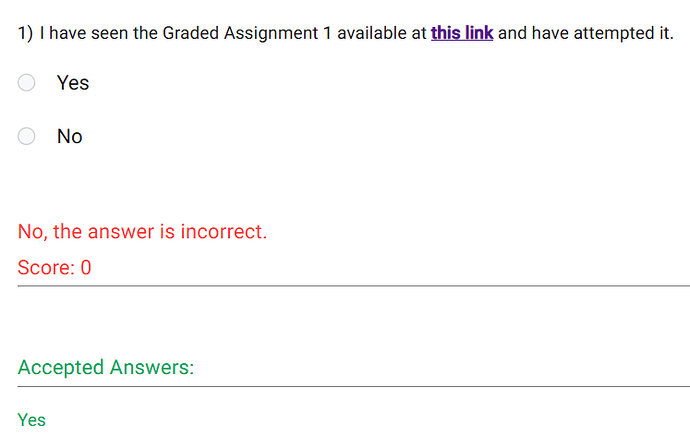 1) I have seen the Graded Assignment 1 available at this link and have attempted it.
Yes
No
No, the answer is incorrect.
Score: 0
Accepted Answers:
Yes